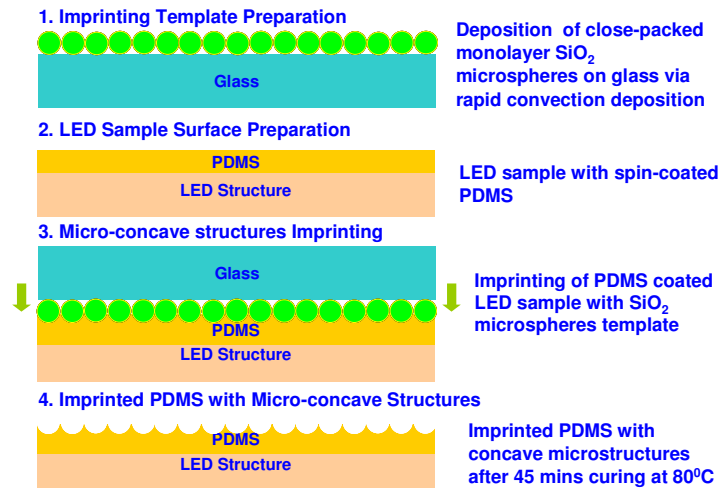 1. Imprinting Template Preparation
Glass
Deposition of close-packed
monolayer SiO₂
microspheres on glass via
rapid convection deposition
2. LED Sample Surface Preparation
PDMS
LED Structure
LED sample with spin-coated
PDMS
3. Micro-concave structures Imprinting
Glass
PDMS
LED Structure
Imprinting of PDMS coated
LED sample with SiO₂
microspheres template
4. Imprinted PDMS with Micro-concave Structures
PDMS
LED Structure
Imprinted PDMS with
concave microstructures
after 45 mins curing at 80⁰C